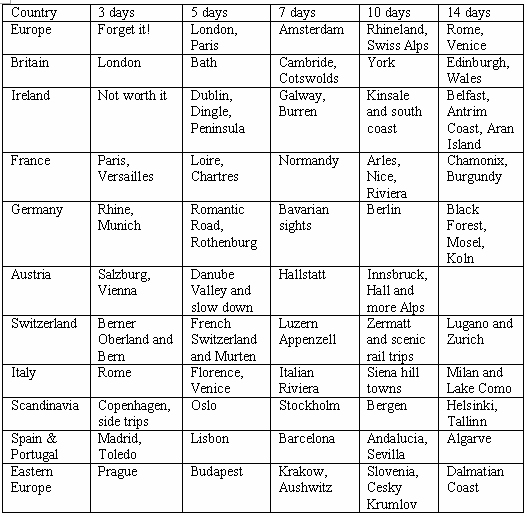 Country 3 days 5 days 7 days 10 days 14 days
Europe Forget it! London, Amsterdam Rhineland, Rome,
Paris Swiss Alps Venice
Britain London Bath Cambride, York Edinburgh,
Cotswolds Wales
Ireland Not worth it Dublin, Galway, Kinsale Belfast,
Dingle, Burren and south Antrim
Peninsula coast Coast, Aran
Island
France Paris, Loire, Normandy Arles, Chamonix,
Versailles Chartres Nice, Burgundy
Riviera
Germany Rhine, Romantic Bavarian Berlin Black
Munich Road, sights Forest,
Rothenburg Mosel,
Koln
Austria Salzburg, Danube Hallstatt Innsbruck,
Vienna Valley and Hall and
slow down more Alps
Switzerland Berner French Luzern Zermatt Lugano and
Oberland and Switzerland Appenzell and scenic Zurich
Bern and Murten rail trips
Italy Rome Florence, Italian Siena hill Milan and
Venice Riviera towns Lake Como
Scandinavia Copenhagen, Oslo Stockholm Bergen Helsinki,
side trips Tallinn
Spain & Madrid, Lisbon Barcelona Andalucia, Algarve
Portugal Toledo Sevilla
Eastern Prague Budapest Krakow, Slovenia, Dalmatian
Europe Aushwitz Cesky Coast
Krumlov